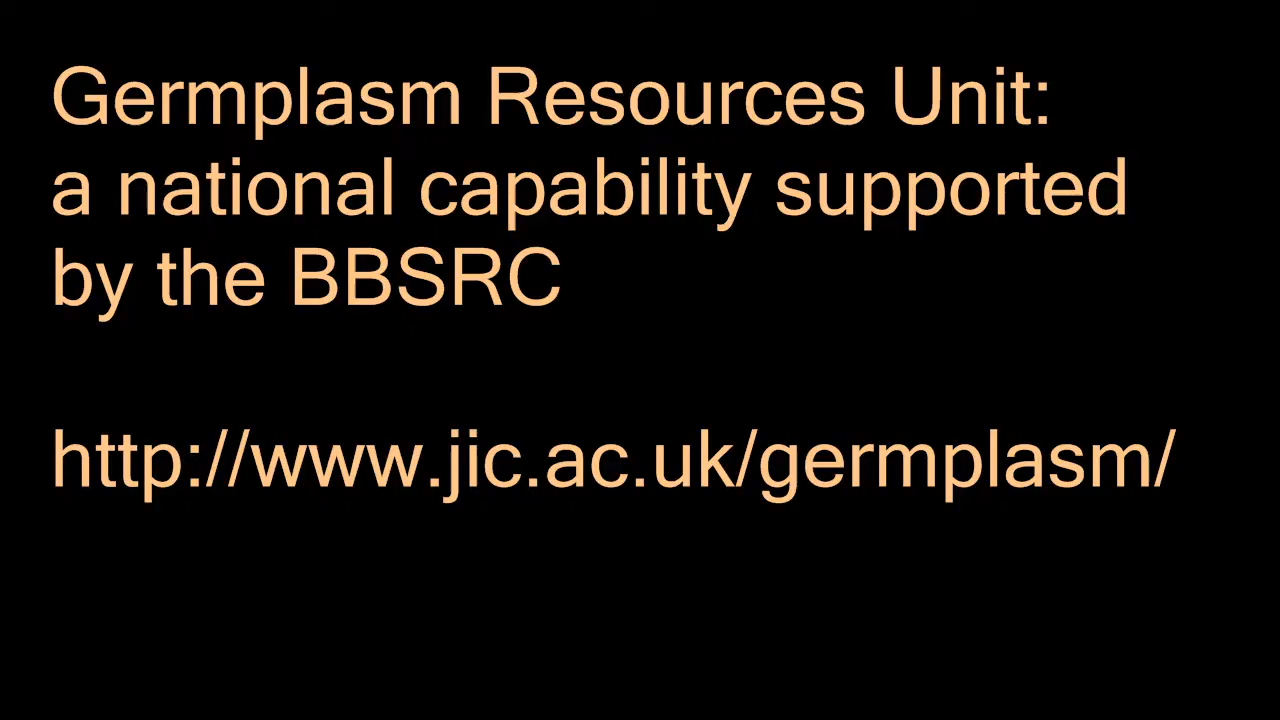 Germplasm Resources Unit:
a national capability supported
by the BBSRC
http://www.jic.ac.uk/germplasm/